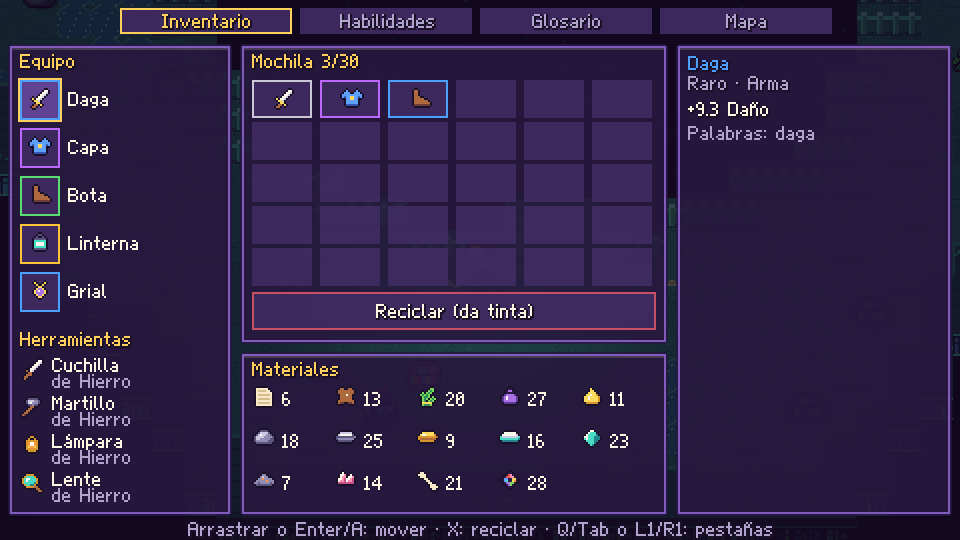 Inventario
Habilidades
Glosario
Mapa
Equipo
Daga
Capa
Bota
Linterna
Grial
Herramientas
Cuchilla
de Hierro
Martillo
de Hierro
Lámpara
de Hierro
Lente
de Hierro
Mochila 3/30
Reciclar (da tinta)
Materiales
6 13 20 27 11
18 25 9 16 23
7 14 21 28
Daga
Raro · Arma
+9.3 Daño
Palabras: daga
Arrastrar o Enter/A: mover · X: reciclar · Q/Tab o L1/R1: pestañas